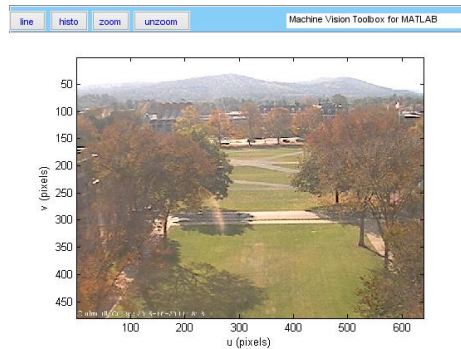 line histo zoom unzoom Machine Vision Toolbox for MATLAB
50
100
150
200
250
300
350
400
450
v (pixels)
100 200 300 400 500 600
u (pixels)